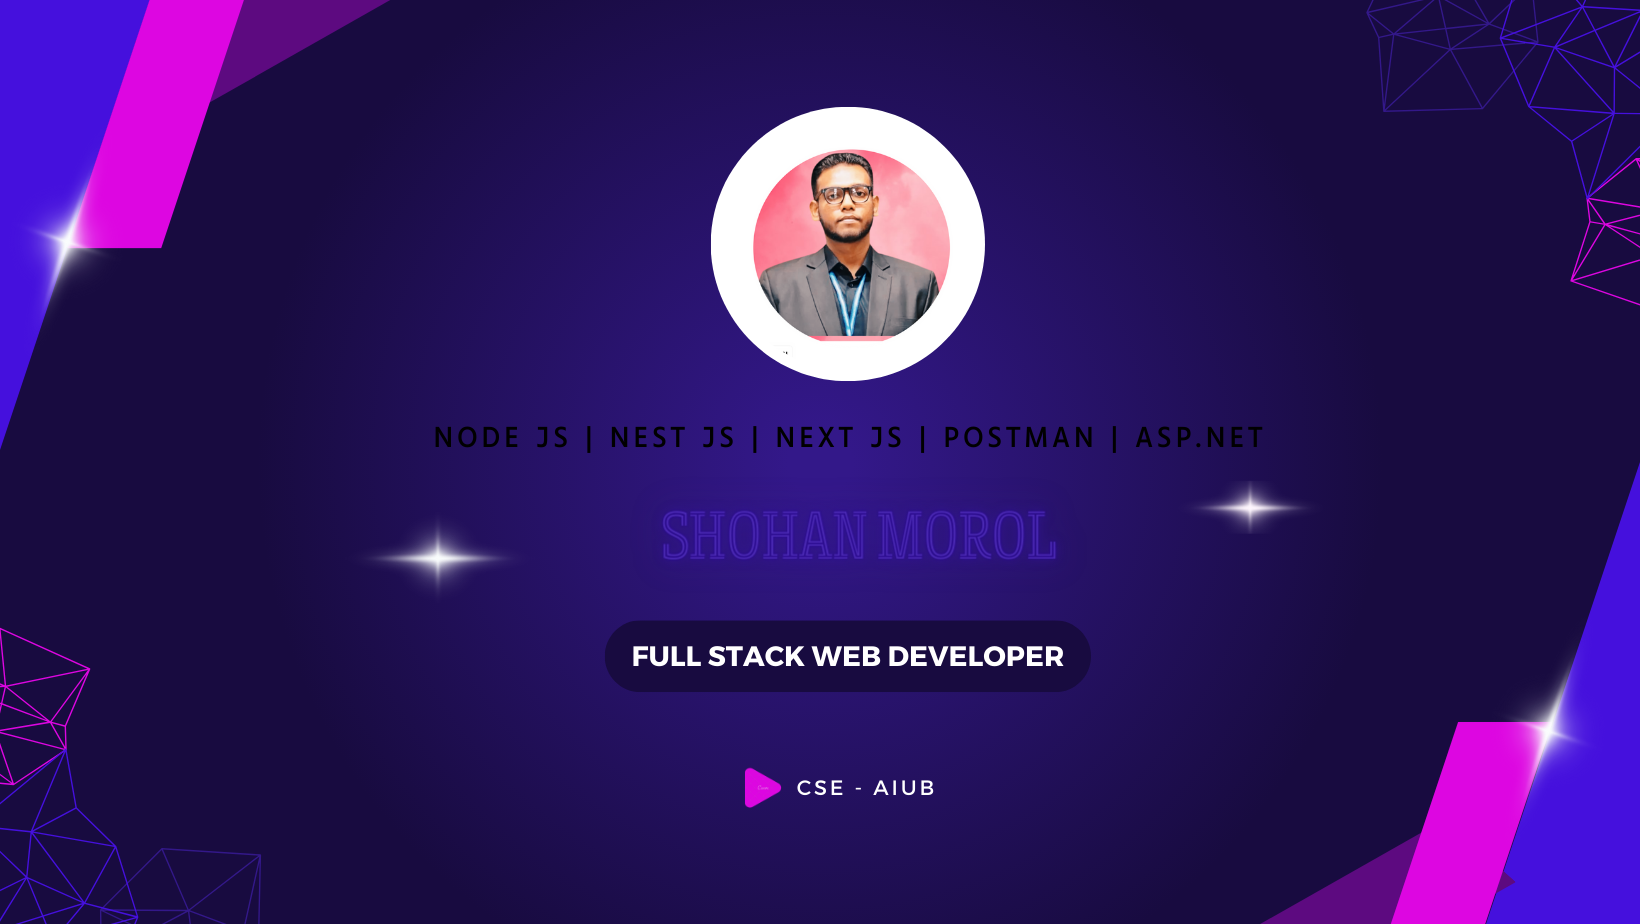 NODE JS | NEST JS | NEXT JS | POSTMAN | ASP.NET
SHOHAN MOROL
FULL STACK WEB DEVELOPER
CSE - AIUB